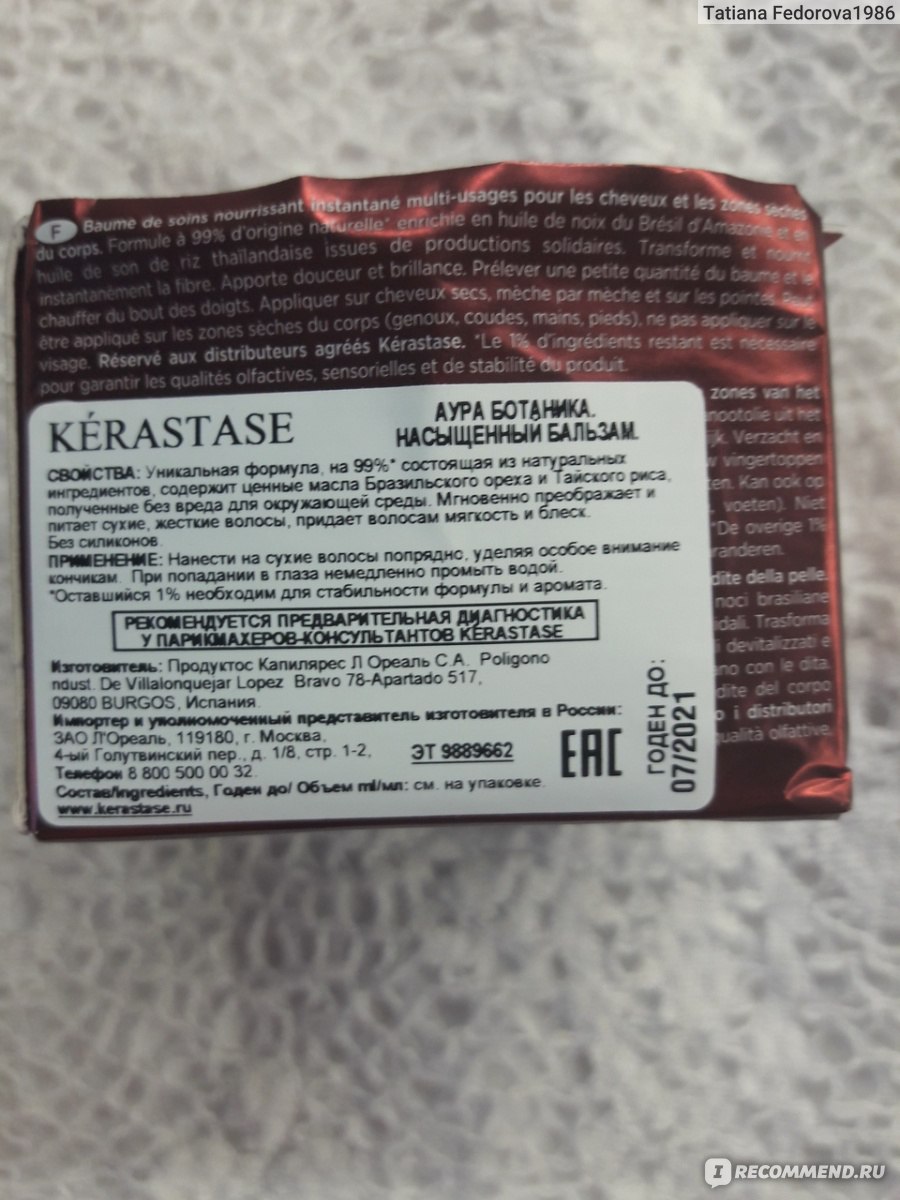 Tatiana Fedorova1986
F Baume de soins nourrissant instantané multi-usages pour les cheveux et les zones sèches
du corps. Formule à 99% d'origine naturelle* enrichie en huile de noix du Brésil d'Amazonie et en
huile de son de riz thaïlandaise issues de productions solidaires. Transforme et nourrit
instantanément la fibre. Apporte douceur et brillance. Prélever une petite quantité du baume et le
chauffer du bout des doigts. Appliquer sur cheveux secs, mèche par mèche et sur les pointes. Peut
être appliqué sur les zones sèches du corps (genoux, coudes, mains, pieds). ne pas appliquer sur le
visage. Réservé aux distributeurs agréés Kérastase. *Le 1% d'ingrédients restant est nécessaire
pour garantir les qualités olfactives, sensorielles et de stabilité du produit.
KÉRASTASE
АУРА БОТАНИКА.
НАСЫЩЕННЫЙ БАЛЬЗАМ.
СВОЙСТВА: Уникальная формула, на 99%* состоящая из натуральных
ингредиентов, содержит ценные масла Бразильского ореха и Тайского риса,
полученные без вреда для окружающей среды. Мгновенно преображает и
питает сухие, жесткие волосы, придает волосам мягкость и блеск.
Без силиконов.
ПРИМЕНЕНИЕ: Нанести на сухие волосы попрядно, уделяя особое внимание
кончикам. При попадании в глаза немедленно промыть водой.
*Оставшийся 1% необходим для стабильности формулы и аромата.
РЕКОМЕНДУЕТСЯ ПРЕДВАРИТЕЛЬНАЯ ДИАГНОСТИКА
У ПАРИКМАХЕРОВ-КОНСУЛЬТАНТОВ KERASTASE
Изготовитель: Продуктос Капилярес Л Ореаль С.А. Poligono
ndust. De Villalonquejar Lopez Bravo 78-Apartado 517,
09080 BURGOS, Испания.
Импортер и уполномоченный представитель изготовителя в России:
ЗАО Л'Ореаль, 119180, г. Москва,
4-ый Голутвинский пер., д. 1/8, стр. 1-2,
Телефон 8 800 500 00 32.
ЭТ 9889662
EAC
Состав/Ingredients, Годен до/ Объем ml/мл: см. на упаковке.
www.kerastase.ru
ГОДЕН ДО:
07/2021
zones van het
nootolie uit het
jk. Verzacht en
vingertoppen
en. Kan ook op
voeten). Niet
*De overige 1%
randeren.
dite della pelle.
noci brasiliane
dali. Trasforma
devitalizzati e
no con le dita.
dite del corpo
o i distributori
qualità olfattive,
IRECOMMEND.RU